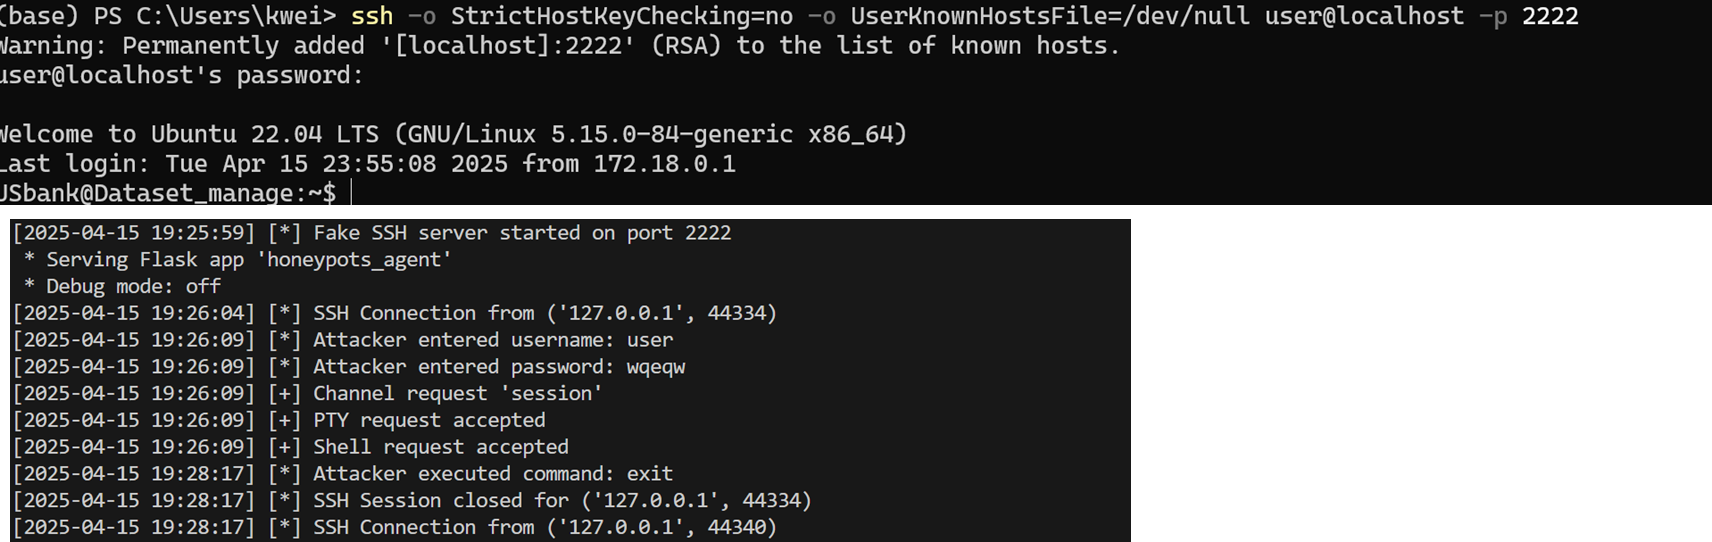 (base) PS C:\Users\kwei> ssh -o StrictHostKeyChecking=no -o UserKnownHostsFile=/dev/null user@localhost -p 2222
Warning: Permanently added '[localhost]:2222' (RSA) to the list of known hosts.
user@localhost's password:
Welcome to Ubuntu 22.04 LTS (GNU/Linux 5.15.0-84-generic x86_64)
Last login: Tue Apr 15 23:55:08 2025 from 172.18.0.1
USbank@Dataset_manage:~$
[2025-04-15 19:25:59] [*] Fake SSH server started on port 2222
* Serving Flask app 'honeypots_agent'
* Debug mode: off
[2025-04-15 19:26:04] [*] SSH Connection from ('127.0.0.1', 44334)
[2025-04-15 19:26:09] [*] Attacker entered username: user
[2025-04-15 19:26:09] [*] Attacker entered password: wqeqw
[2025-04-15 19:26:09] [+] Channel request 'session'
[2025-04-15 19:26:09] [+] PTY request accepted
[2025-04-15 19:26:09] [+] Shell request accepted
[2025-04-15 19:28:17] [*] Attacker executed command: exit
[2025-04-15 19:28:17] [*] SSH Session closed for ('127.0.0.1', 44334)
[2025-04-15 19:28:17] [*] SSH Connection from ('127.0.0.1', 44340)